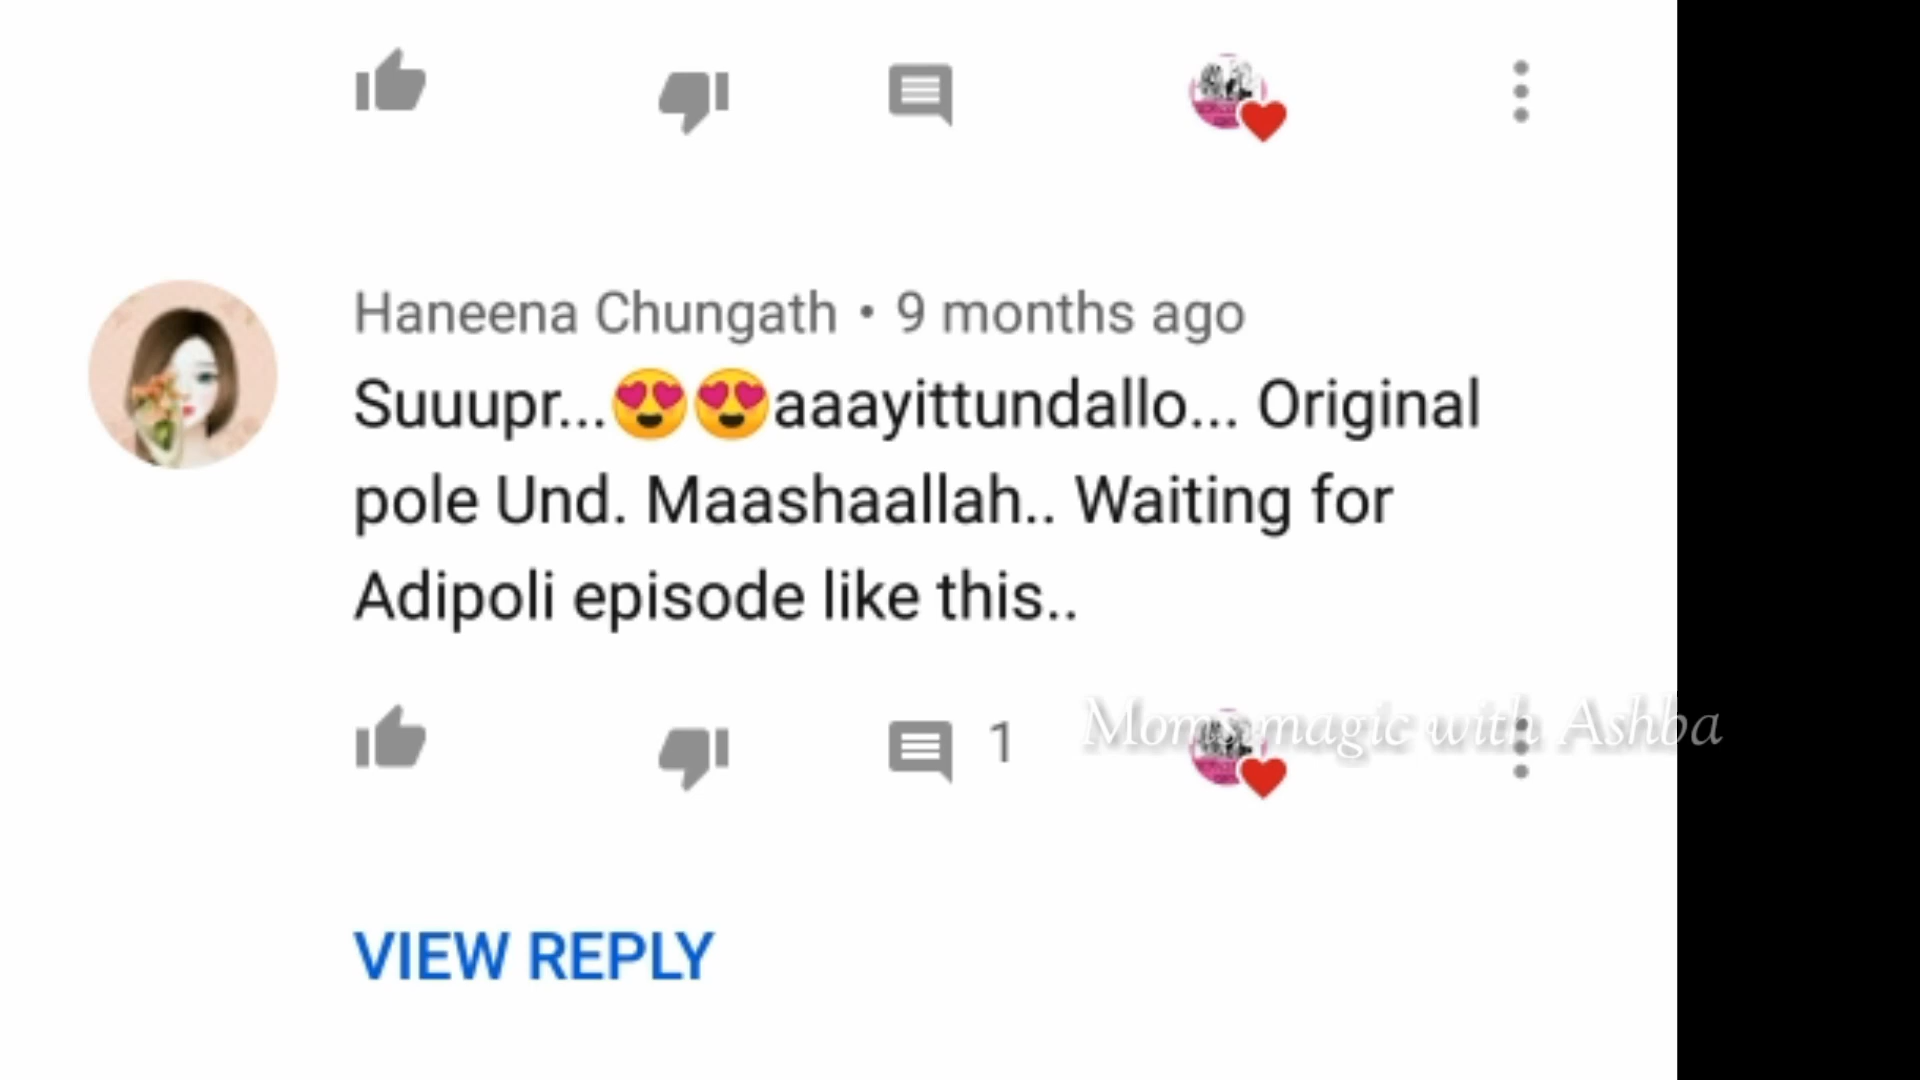 Haneena Chungath • 9 months ago
Suuupr...😍😍aaayittundallo... Original
pole Und. Maashaallah.. Waiting for
Adipoli episode like this..
1
Moms magic with Ashba
VIEW REPLY